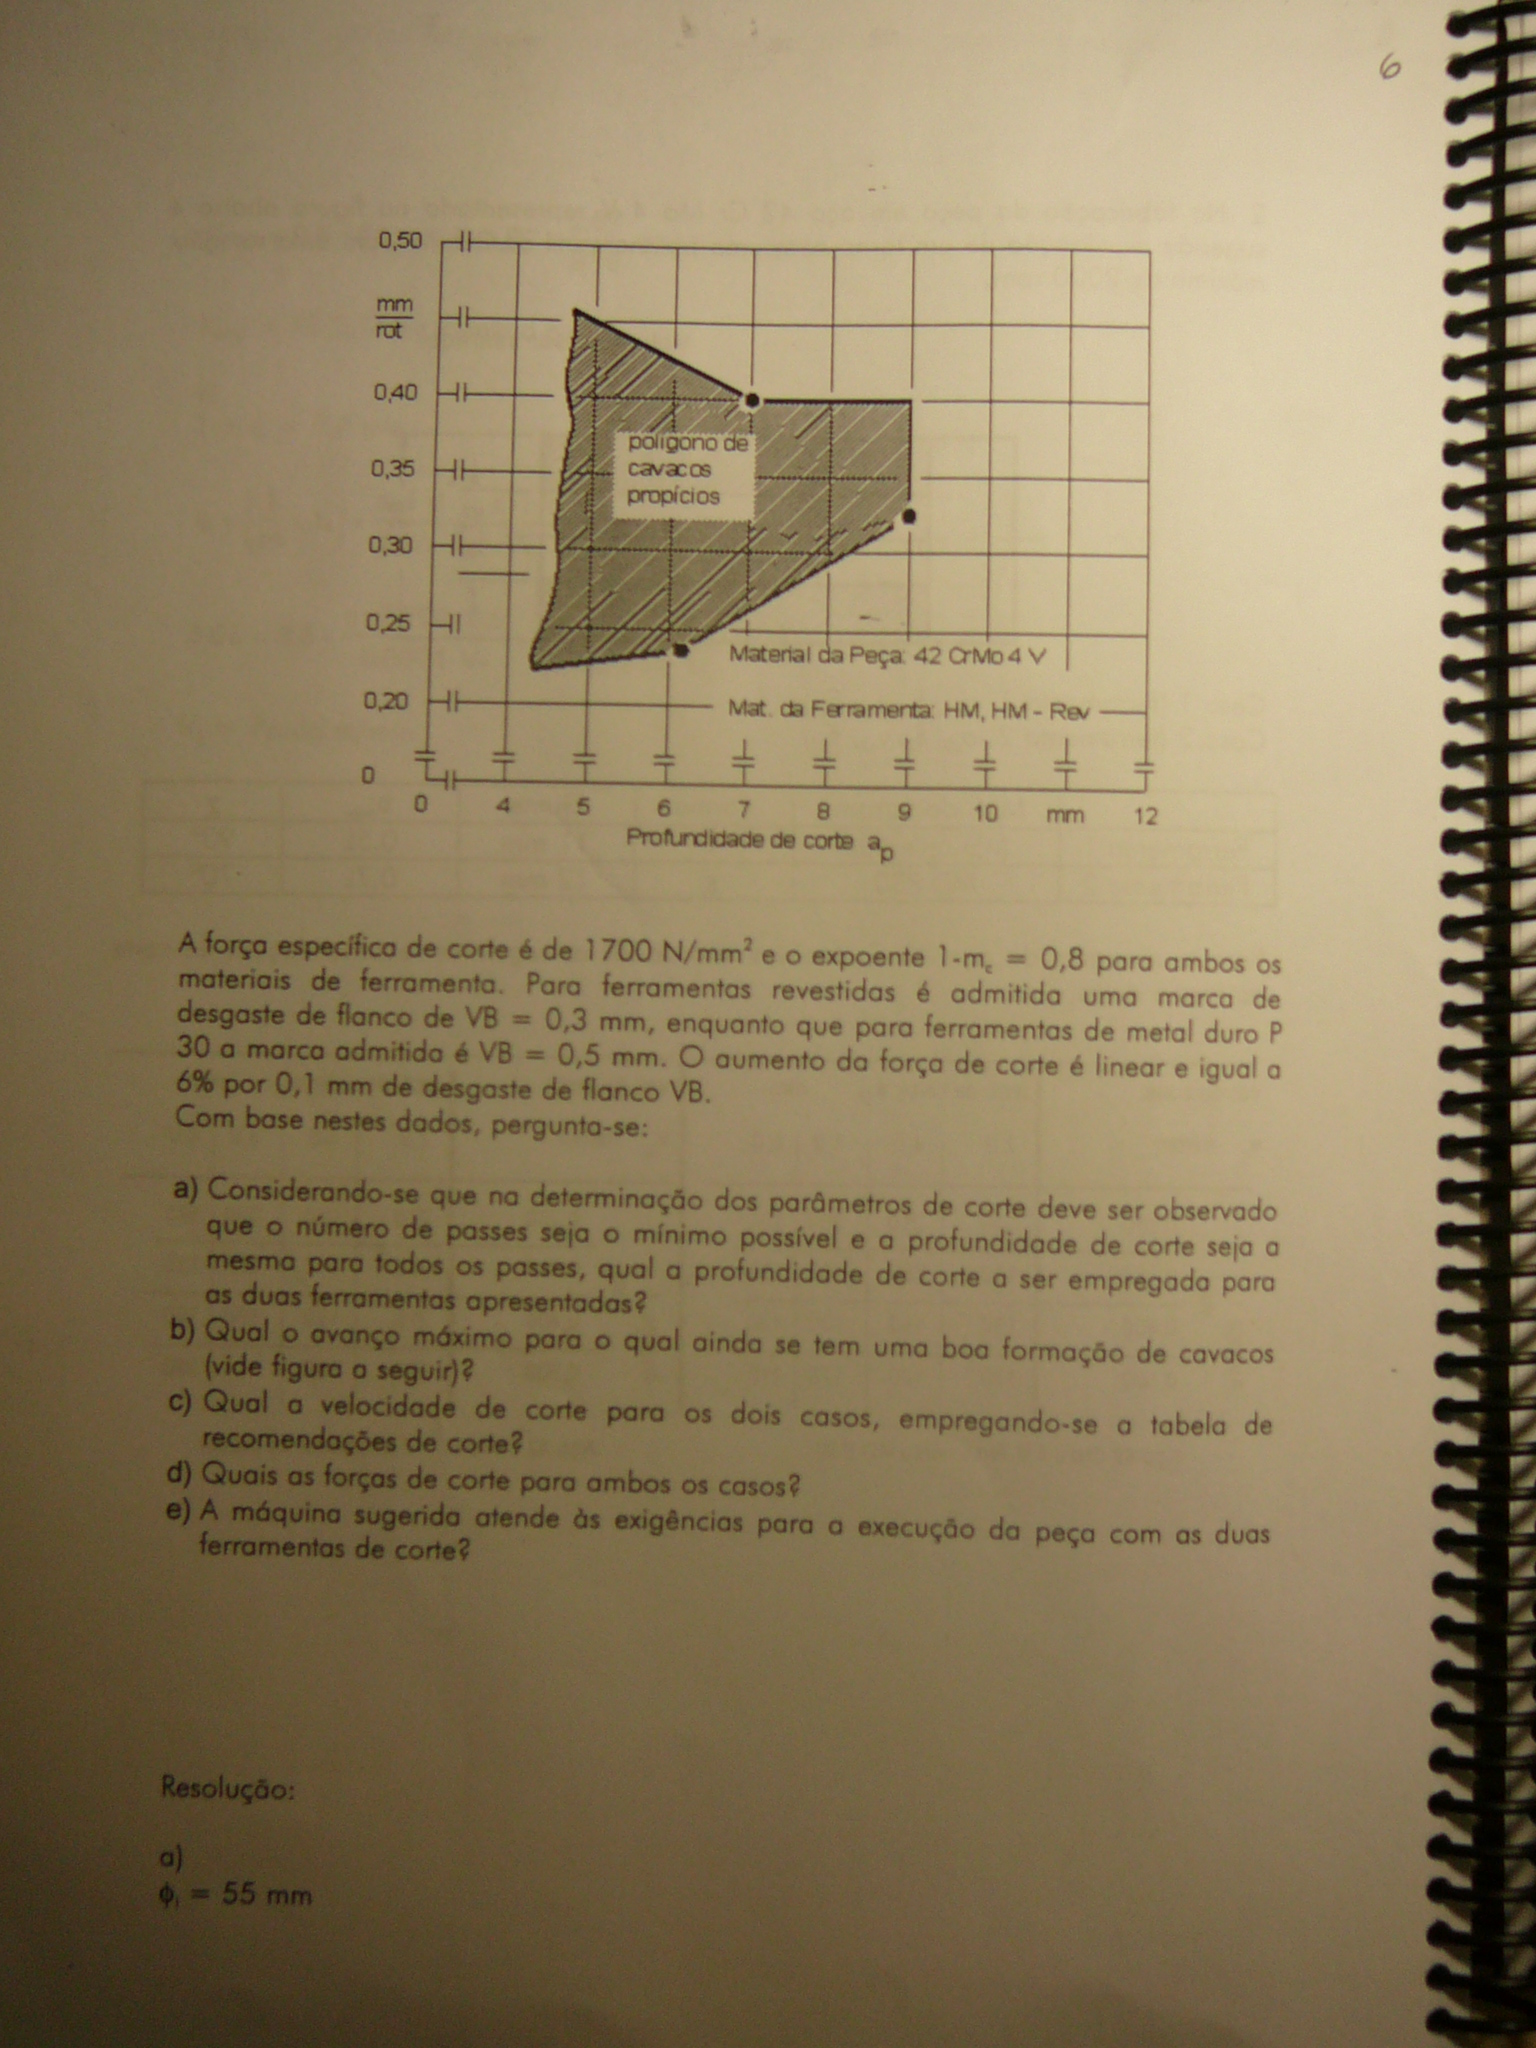 6
0,50
mm
rot
0,40
0,35
0,30
0,25
0,20
0
polígono de
cavacos
propícios
Material da Peça: 42 CrMo 4 V
Mat. da Ferramenta: HM, HM - Rev
0 4 5 6 7 8 9 10 mm 12
Profundidade de corte ap
A força específica de corte é de 1700 N/mm² e o expoente 1-mc = 0,8 para ambos os
materiais de ferramenta. Para ferramentas revestidas é admitida uma marca de
desgaste de flanco de VB = 0,3 mm, enquanto que para ferramentas de metal duro P
30 a marca admitida é VB = 0,5 mm. O aumento da força de corte é linear e igual a
6% por 0,1 mm de desgaste de flanco VB.
Com base nestes dados, pergunta-se:
a) Considerando-se que na determinação dos parâmetros de corte deve ser observado
que o número de passes seja o mínimo possível e a profundidade de corte seja a
mesma para todos os passes, qual a profundidade de corte a ser empregada para
as duas ferramentas apresentadas?
b) Qual o avanço máximo para o qual ainda se tem uma boa formação de cavacos
(vide figura a seguir)?
c) Qual a velocidade de corte para os dois casos, empregando-se a tabela de
recomendações de corte?
d) Quais as forças de corte para ambos os casos?
e) A máquina sugerida atende às exigências para a execução da peça com as duas
ferramentas de corte?
Resolução:
a)
ϕi = 55 mm